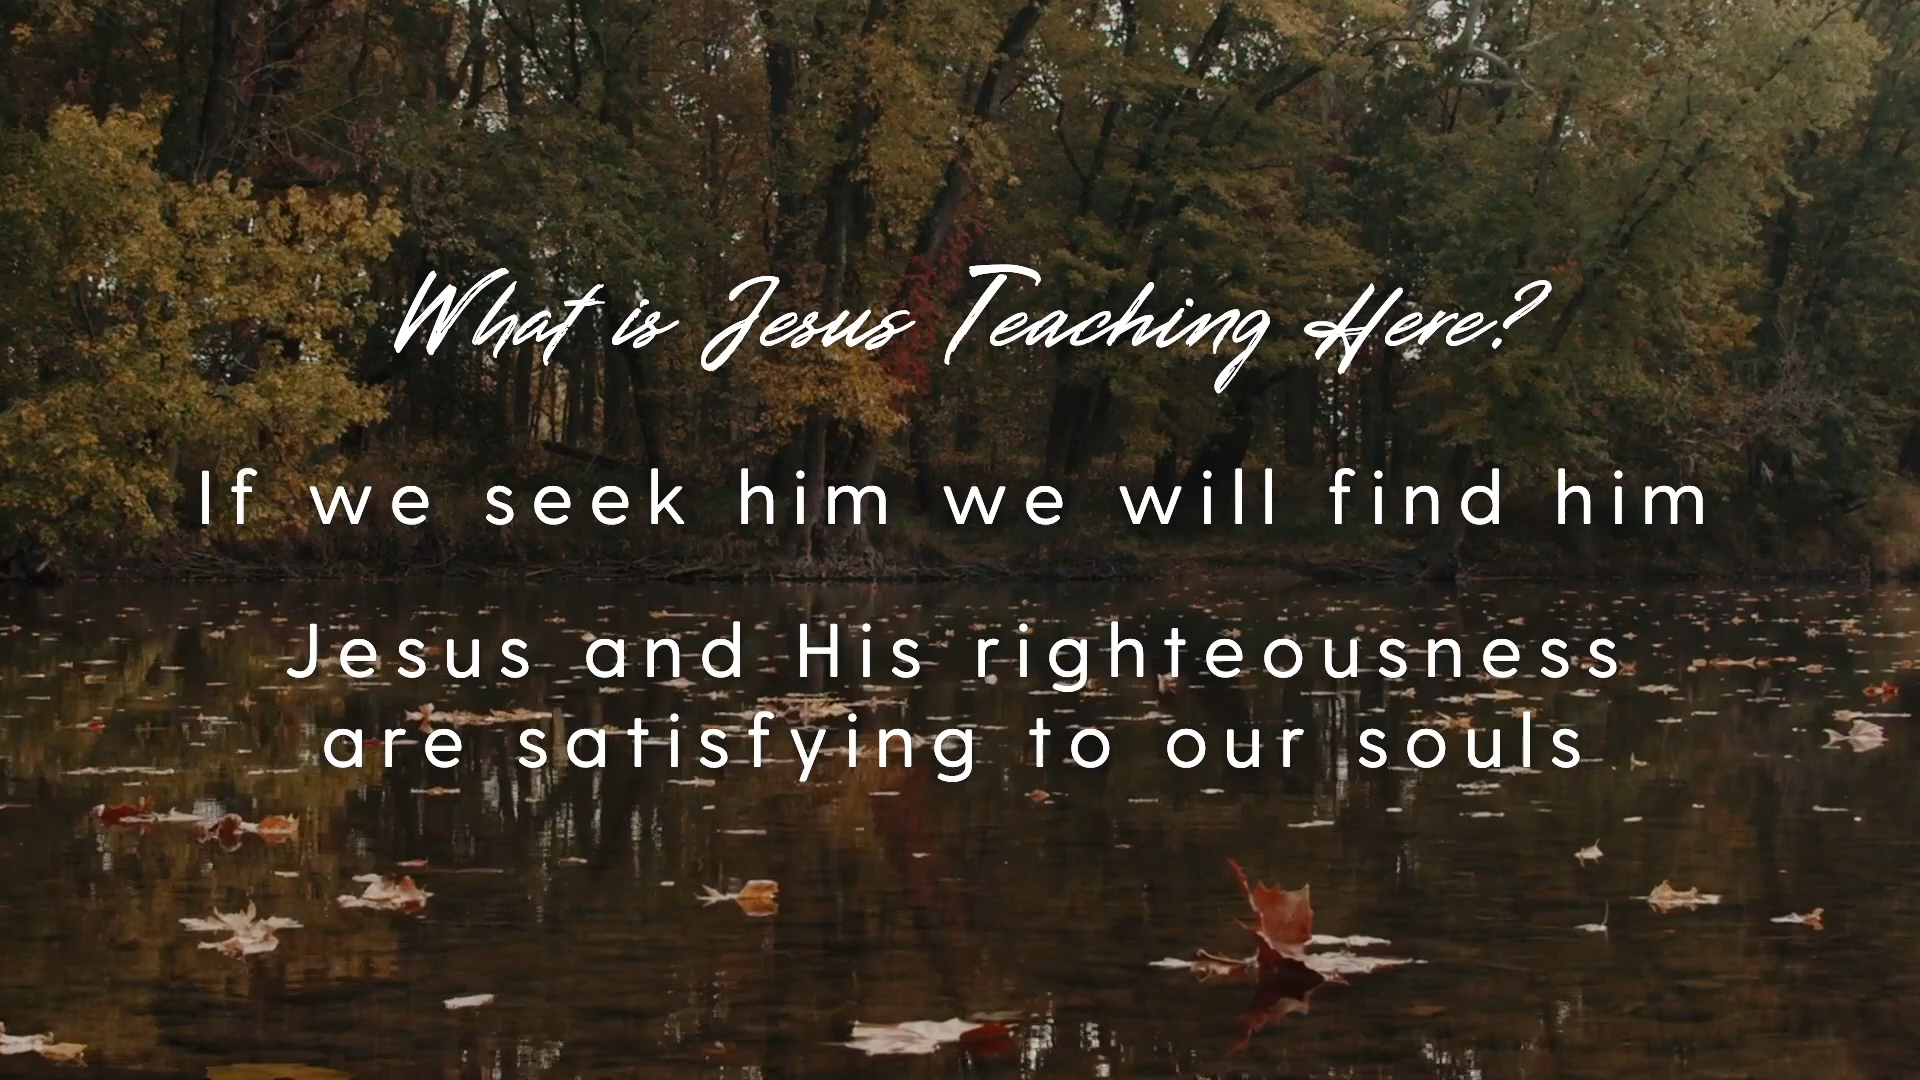 What is Jesus Teaching Here?
If we seek him we will find him
Jesus and His righteousness
are satisfying to our souls